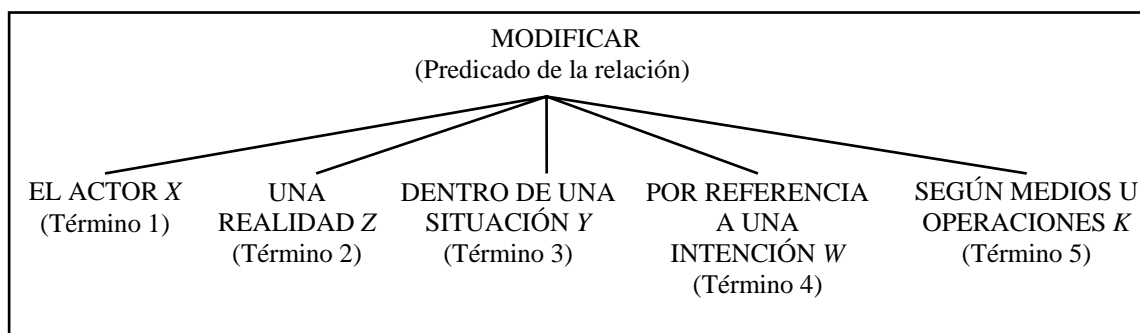 MODIFICAR
(Predicado de la relación)
EL ACTOR X
(Término 1)
UNA
REALIDAD Z
(Término 2)
DENTRO DE UNA
SITUACIÓN Y
(Término 3)
POR REFERENCIA
A UNA
INTENCIÓN W
(Término 4)
SEGÚN MEDIOS U
OPERACIONES K
(Término 5)